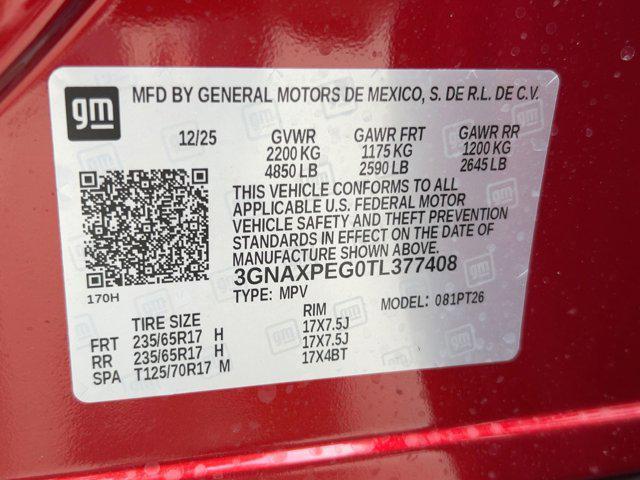 gm MFD BY GENERAL MOTORS DE MEXICO, S. DE R.L. DE C.V.
12/25 GVWR GAWR FRT GAWR RR
2200 KG 1175 KG 1200 KG
4850 LB 2590 LB 2645 LB
THIS VEHICLE CONFORMS TO ALL
APPLICABLE U.S. FEDERAL MOTOR
VEHICLE SAFETY AND THEFT PREVENTION
STANDARDS IN EFFECT ON THE DATE OF
MANUFACTURE SHOWN ABOVE.
3GNAXPEG0TL377408
170H TYPE: MPV MODEL: 081PT26
TIRE SIZE RIM
FRT 235/65R17 H 17X7.5J
RR 235/65R17 H 17X7.5J
SPA T125/70R17 M 17X4BT